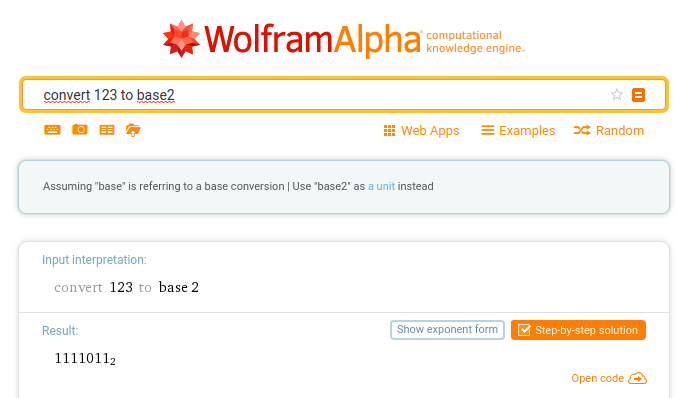 WolframAlpha computational
knowledge engine.
convert 123 to base2
Web Apps Examples Random
Assuming "base" is referring to a base conversion | Use "base2" as a unit instead
Input interpretation:
convert 123 to base 2
Result: Show exponent form Step-by-step solution
1111011₂
Open code